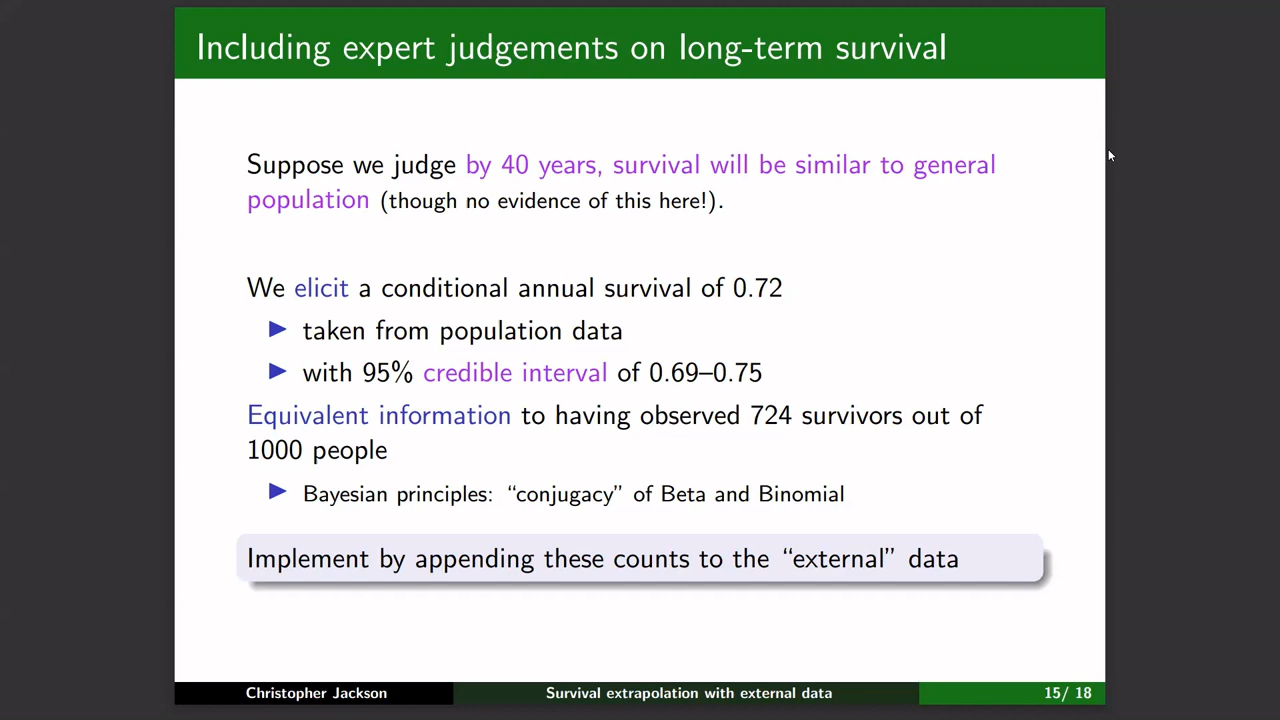 Including expert judgements on long-term survival
Suppose we judge by 40 years, survival will be similar to general
population (though no evidence of this here!).
We elicit a conditional annual survival of 0.72
▶ taken from population data
▶ with 95% credible interval of 0.69–0.75
Equivalent information to having observed 724 survivors out of
1000 people
▶ Bayesian principles: “conjugacy” of Beta and Binomial
Implement by appending these counts to the “external” data
Christopher Jackson Survival extrapolation with external data 15/ 18